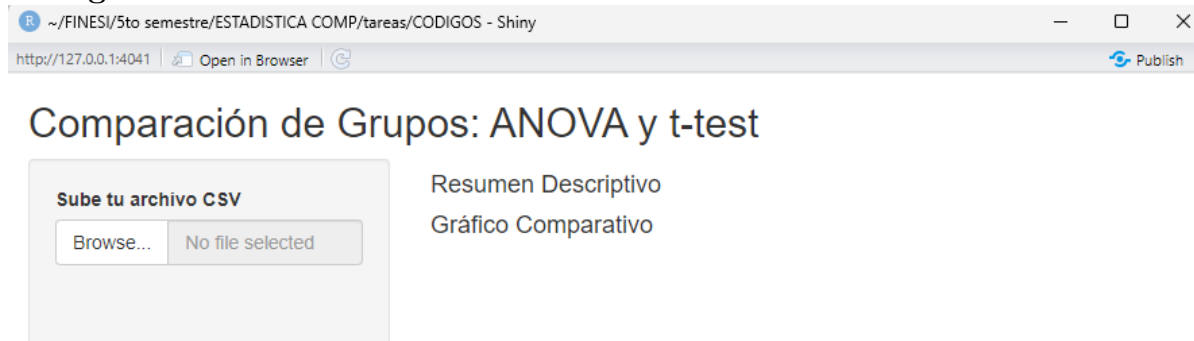 R ~/FINESI/5to semestre/ESTADISTICA COMP/tareas/CODIGOS - Shiny
http://127.0.0.1:4041 Open in Browser Publish
Comparación de Grupos: ANOVA y t-test
Sube tu archivo CSV
Browse... No file selected
Resumen Descriptivo
Gráfico Comparativo